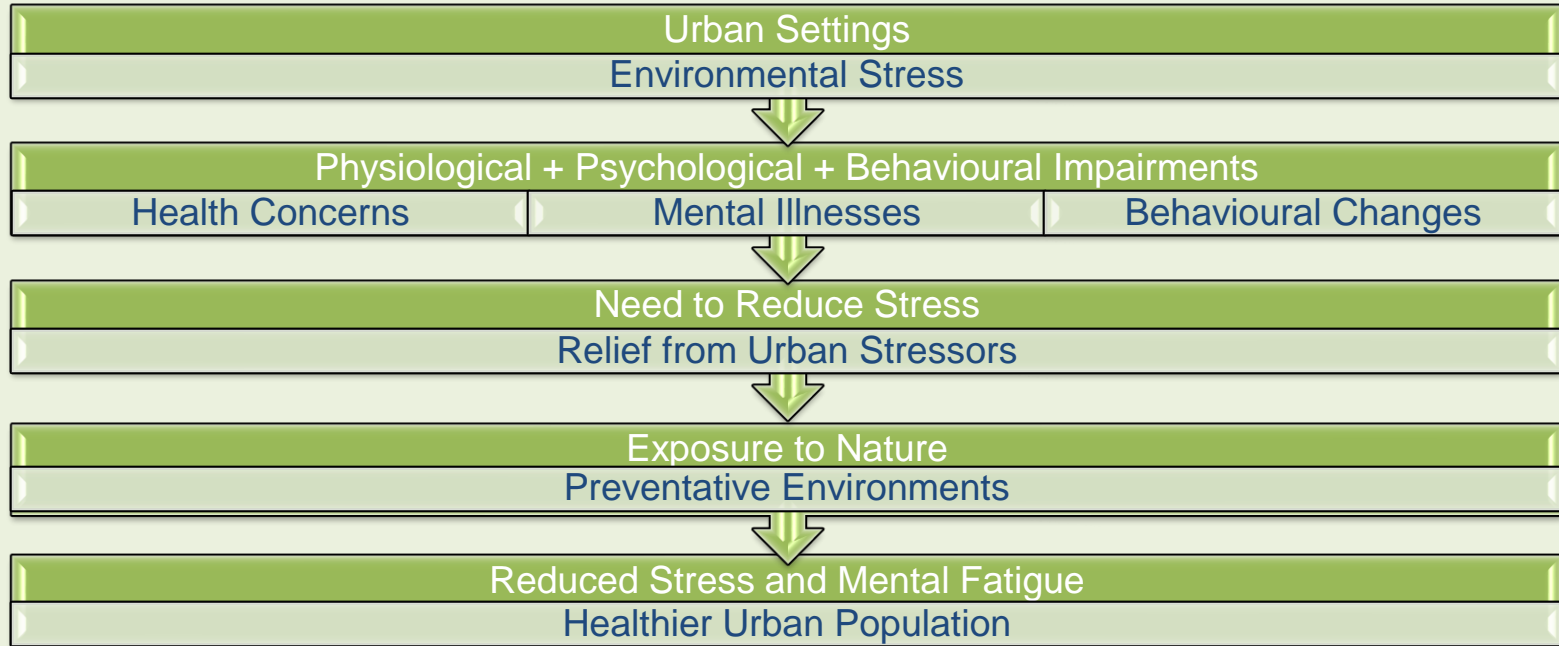 Urban Settings
Environmental Stress
Physiological + Psychological + Behavioural Impairments
Health Concerns
Mental Illnesses
Behavioural Changes
Need to Reduce Stress
Relief from Urban Stressors
Exposure to Nature
Preventative Environments
Reduced Stress and Mental Fatigue
Healthier Urban Population